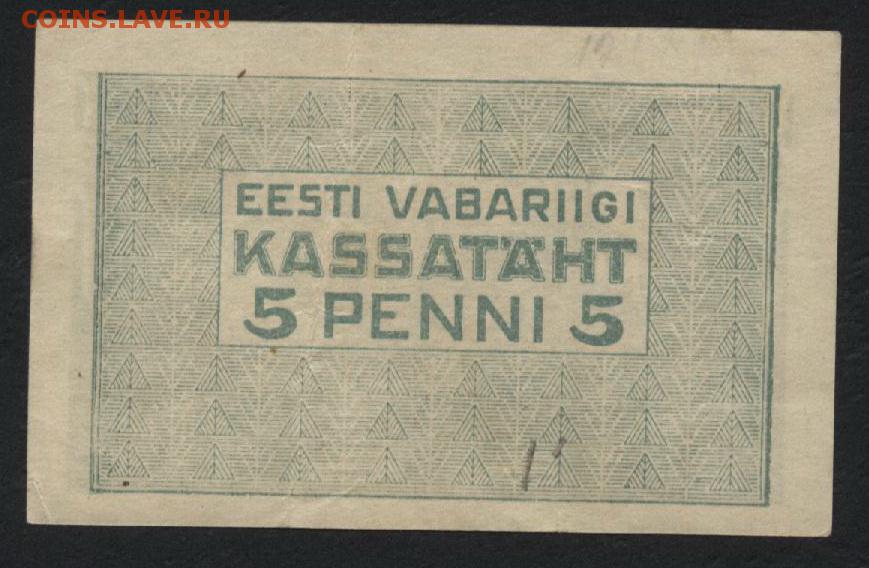 COINS.LAVE.RU
EESTI VABARIIGI
KASSATÄHT
5 PENNI 5